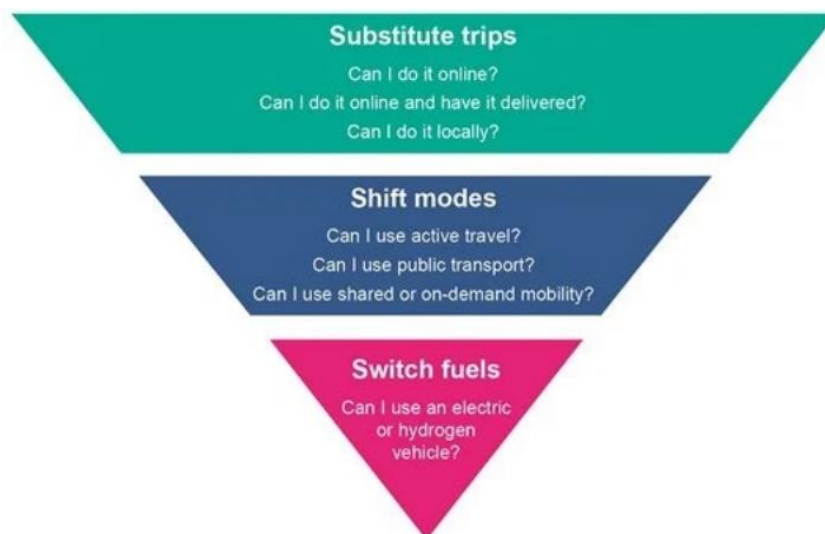 Substitute trips
Can I do it online?
Can I do it online and have it delivered?
Can I do it locally?
Shift modes
Can I use active travel?
Can I use public transport?
Can I use shared or on-demand mobility?
Switch fuels
Can I use an electric
or hydrogen
vehicle?